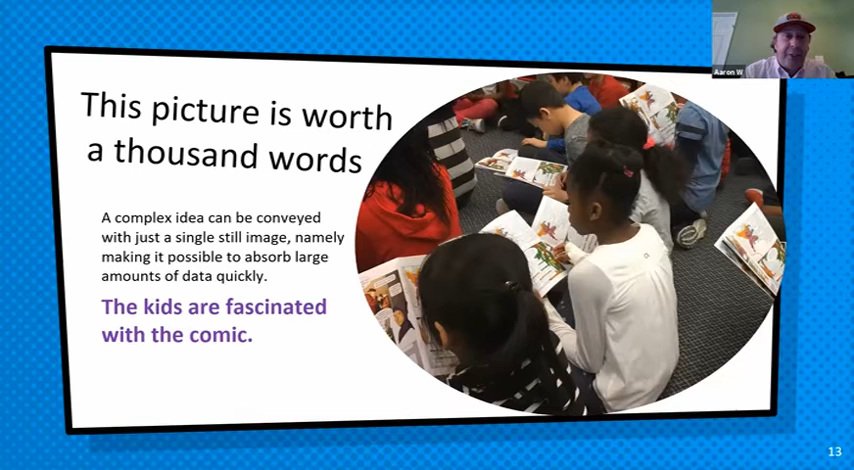 This picture is worth
a thousand words
A complex idea can be conveyed
with just a single still image, namely
making it possible to absorb large
amounts of data quickly.
The kids are fascinated
with the comic.
Aaron W
13